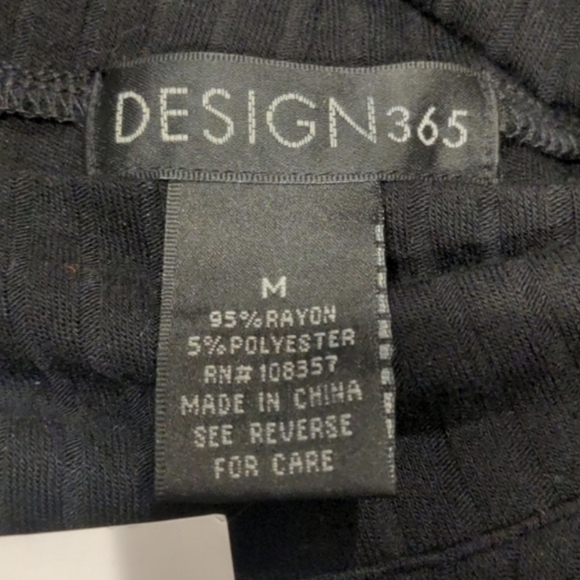 DESIGN365
M
95%RAYON
5%POLYESTER
RN#108357
MADE IN CHINA
SEE REVERSE
FOR CARE